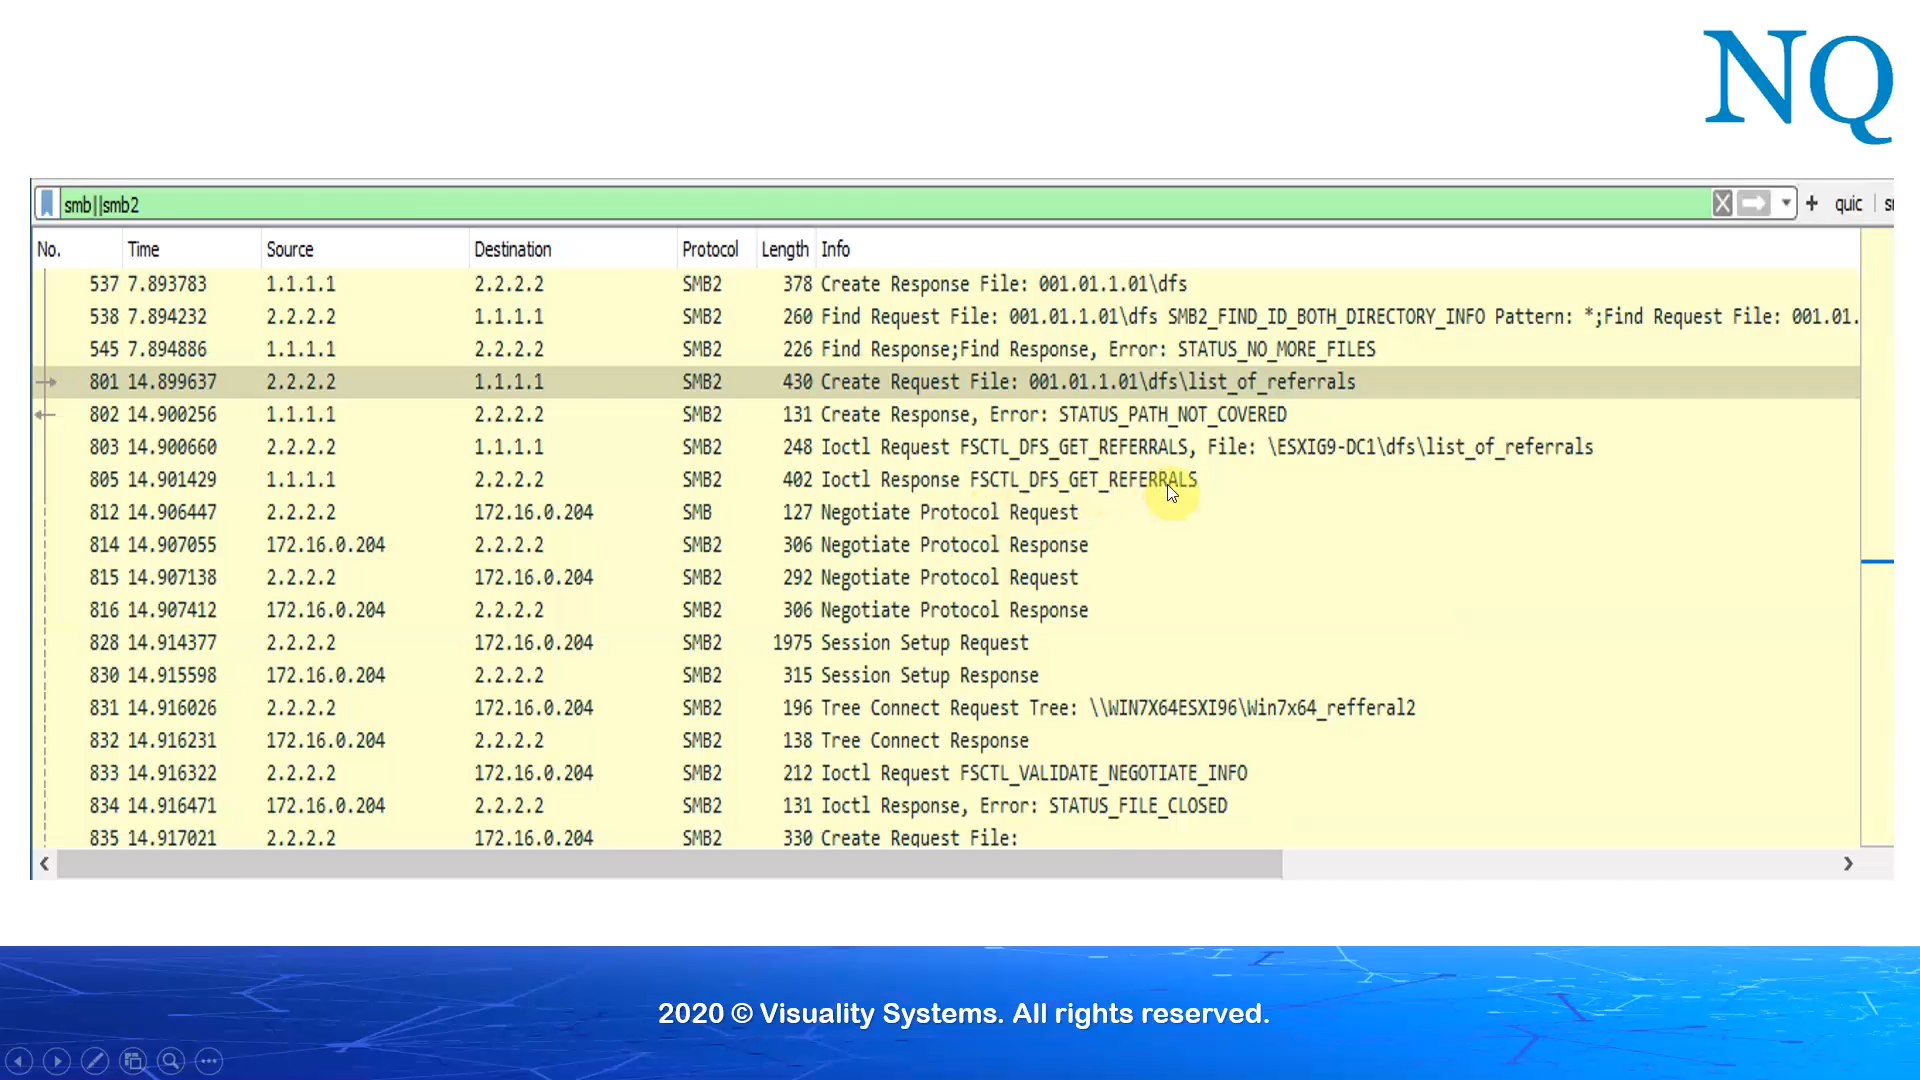 NQ
smb||smb2
X + quic
No. Time Source Destination Protocol Length Info
537 7.893783 1.1.1.1 2.2.2.2 SMB2 378 Create Response File: 001.01.1.01\dfs
538 7.894232 2.2.2.2 1.1.1.1 SMB2 260 Find Request File: 001.01.1.01\dfs SMB2_FIND_ID_BOTH_DIRECTORY_INFO Pattern: *;Find Request File: 001.01.
545 7.894886 1.1.1.1 2.2.2.2 SMB2 226 Find Response;Find Response, Error: STATUS_NO_MORE_FILES
801 14.899637 2.2.2.2 1.1.1.1 SMB2 430 Create Request File: 001.01.1.01\dfs\list_of_referrals
802 14.900256 1.1.1.1 2.2.2.2 SMB2 131 Create Response, Error: STATUS_PATH_NOT_COVERED
803 14.900660 2.2.2.2 1.1.1.1 SMB2 248 Ioctl Request FSCTL_DFS_GET_REFERRALS, File: \ESXIG9-DC1\dfs\list_of_referrals
805 14.901429 1.1.1.1 2.2.2.2 SMB2 402 Ioctl Response FSCTL_DFS_GET_REFERRALS
812 14.906447 2.2.2.2 172.16.0.204 SMB 127 Negotiate Protocol Request
814 14.907055 172.16.0.204 2.2.2.2 SMB2 306 Negotiate Protocol Response
815 14.907138 2.2.2.2 172.16.0.204 SMB2 292 Negotiate Protocol Request
816 14.907412 172.16.0.204 2.2.2.2 SMB2 306 Negotiate Protocol Response
828 14.914377 2.2.2.2 172.16.0.204 SMB2 1975 Session Setup Request
830 14.915598 172.16.0.204 2.2.2.2 SMB2 315 Session Setup Response
831 14.916026 2.2.2.2 172.16.0.204 SMB2 196 Tree Connect Request Tree: \\WIN7X64ESXI96\Win7x64_refferal2
832 14.916231 172.16.0.204 2.2.2.2 SMB2 138 Tree Connect Response
833 14.916322 2.2.2.2 172.16.0.204 SMB2 212 Ioctl Request FSCTL_VALIDATE_NEGOTIATE_INFO
834 14.916471 172.16.0.204 2.2.2.2 SMB2 131 Ioctl Response, Error: STATUS_FILE_CLOSED
835 14.917021 2.2.2.2 172.16.0.204 SMB2 330 Create Request File:
2020 © Visuality Systems. All rights reserved.